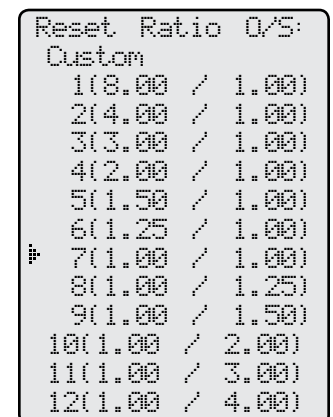 Reset Ratio O/S:
Custom
1(8.00 / 1.00)
2(4.00 / 1.00)
3(3.00 / 1.00)
4(2.00 / 1.00)
5(1.50 / 1.00)
6(1.25 / 1.00)
7(1.00 / 1.00)
8(1.00 / 1.25)
9(1.00 / 1.50)
10(1.00 / 2.00)
11(1.00 / 3.00)
12(1.00 / 4.00)